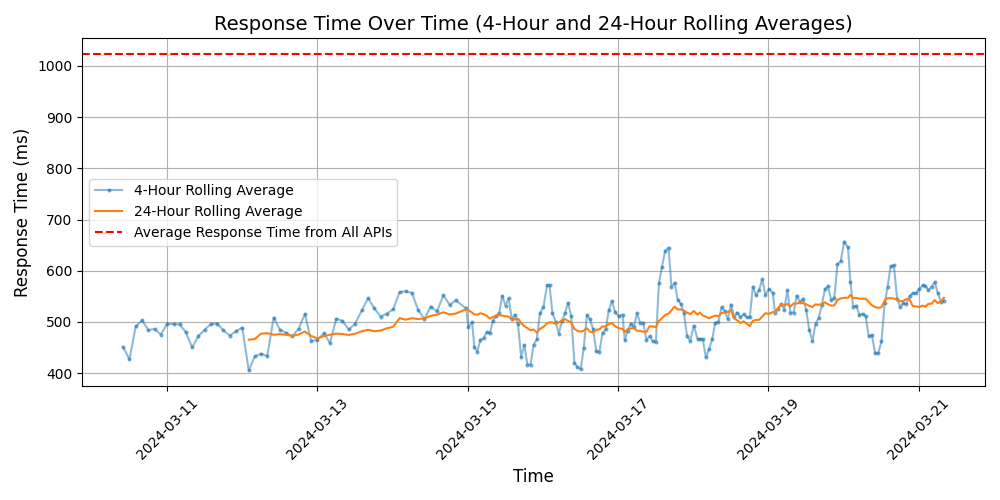 Response Time Over Time (4-Hour and 24-Hour Rolling Averages)
Response Time (ms)
1000
900
800
700
600
500
400
4-Hour Rolling Average
24-Hour Rolling Average
Average Response Time from All APIs
2024-03-11
2024-03-13
2024-03-15
2024-03-17
2024-03-19
2024-03-21
Time